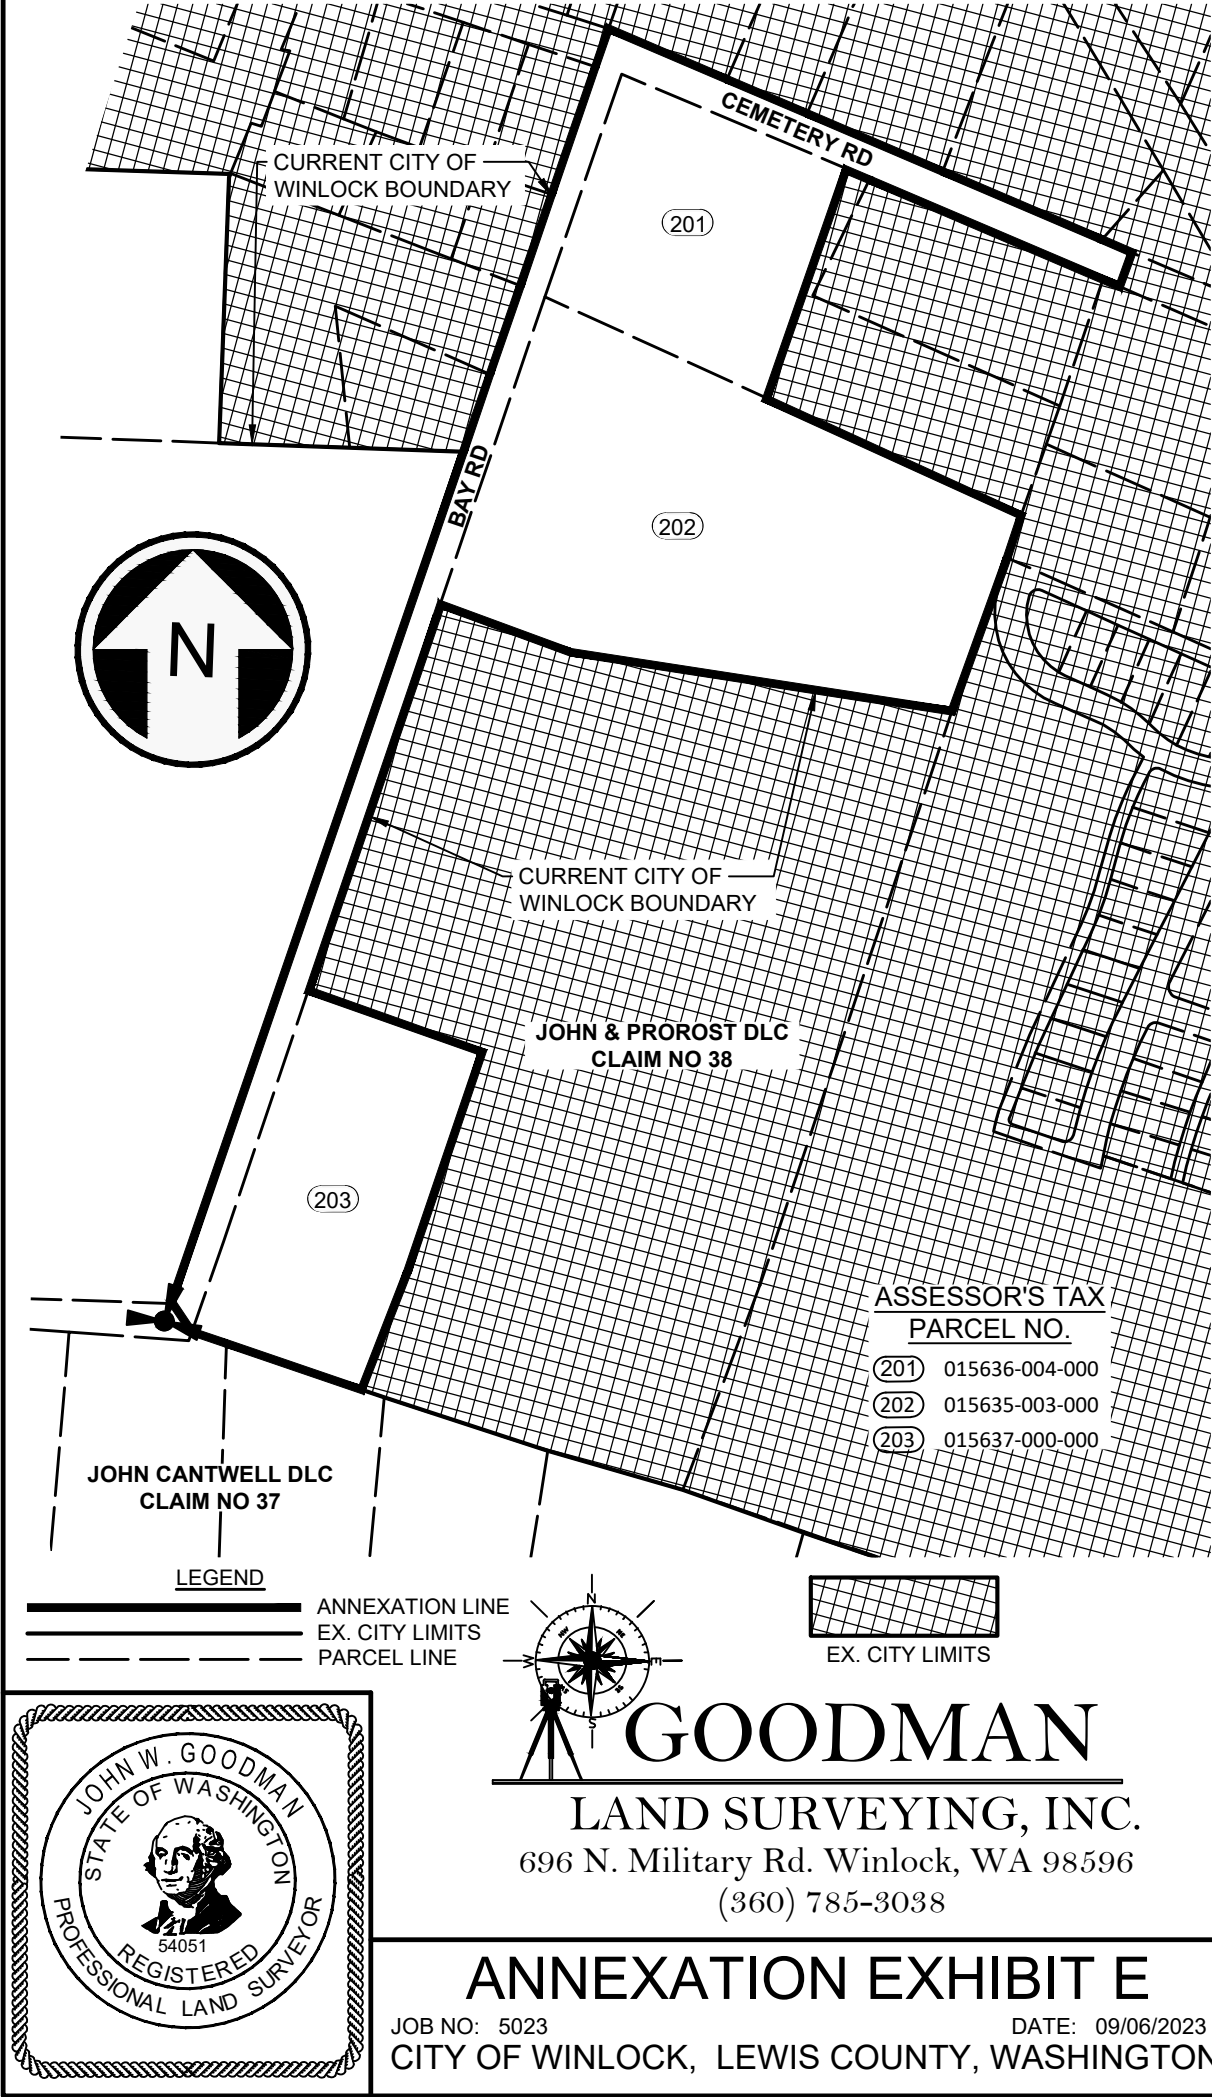 CEMETERY RD
CURRENT CITY OF
WINLOCK BOUNDARY
201
BAY RD
202
N
CURRENT CITY OF
WINLOCK BOUNDARY
JOHN & PROROST DLC
CLAIM NO 38
203
ASSESSOR'S TAX
PARCEL NO.
201 015636-004-000
202 015635-003-000
203 015637-000-000
JOHN CANTWELL DLC
CLAIM NO 37
LEGEND
ANNEXATION LINE
EX. CITY LIMITS
PARCEL LINE
N
NW
NE
W
E
SE
S
EX. CITY LIMITS
GOODMAN
LAND SURVEYING, INC.
696 N. Military Rd. Winlock, WA 98596
(360) 785-3038
JOHN W. GOODMAN
STATE OF WASHINGTON
54051
REGISTERED
PROFESSIONAL LAND SURVEYOR
ANNEXATION EXHIBIT E
JOB NO: 5023 DATE: 09/06/2023
CITY OF WINLOCK, LEWIS COUNTY, WASHINGTON